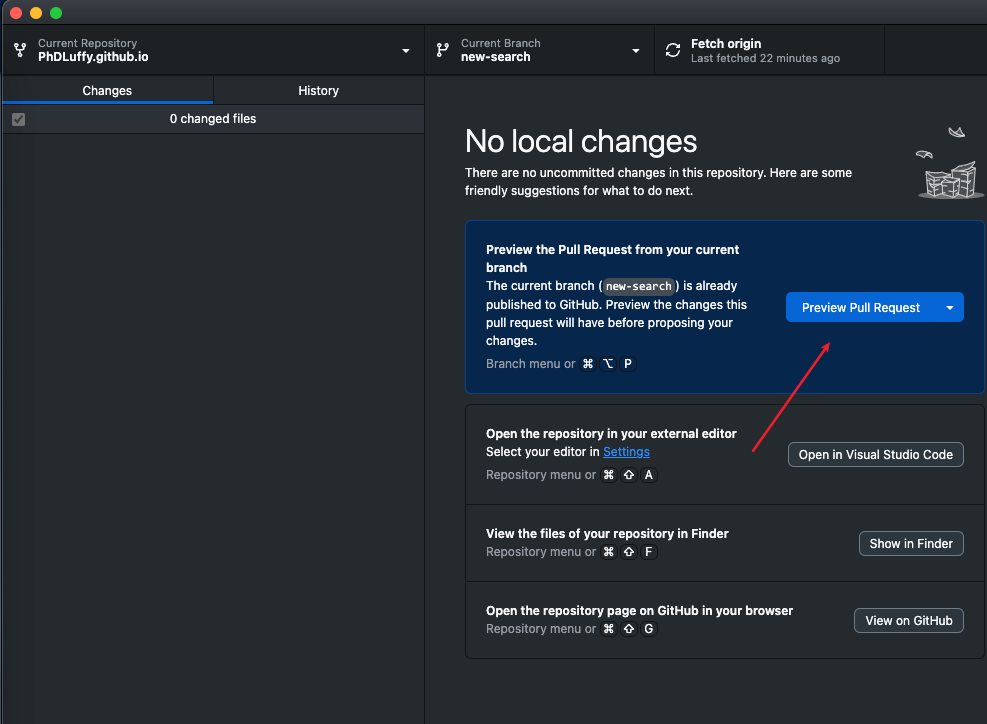 Current Repository
PhDLuffy.github.io
Current Branch
new-search
Fetch origin
Last fetched 22 minutes ago
Changes
History
0 changed files
No local changes
There are no uncommitted changes in this repository. Here are some
friendly suggestions for what to do next.
Preview the Pull Request from your current
branch
The current branch (new-search) is already
published to GitHub. Preview the changes this
pull request will have before proposing your
changes.
Branch menu or ⌘ ⌥ P
Preview Pull Request
Open the repository in your external editor
Select your editor in Settings
Repository menu or ⌘ ⇧ A
Open in Visual Studio Code
View the files of your repository in Finder
Repository menu or ⌘ ⇧ F
Show in Finder
Open the repository page on GitHub in your browser
Repository menu or ⌘ ⇧ G
View on GitHub